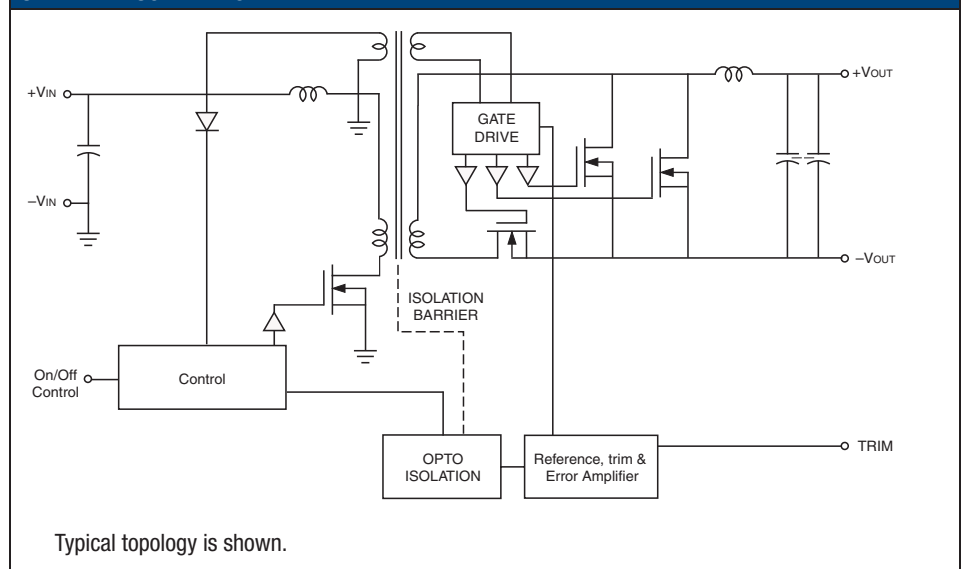 +VIN
–VIN
GATE
DRIVE
+VOUT
–VOUT
ISOLATION
BARRIER
On/Off
Control
Control
OPTO
ISOLATION
Reference, trim &
Error Amplifier
TRIM
Typical topology is shown.